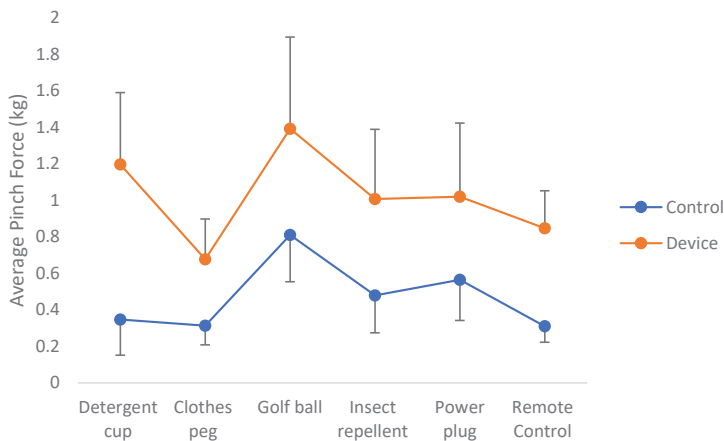 2
1.8
1.6
1.4
1.2
1
0.8
0.6
0.4
0.2
0
Average Pinch Force (kg)
Detergent cup
Clothes peg
Golf ball
Insect repellent
Power plug
Remote Control
Control
Device